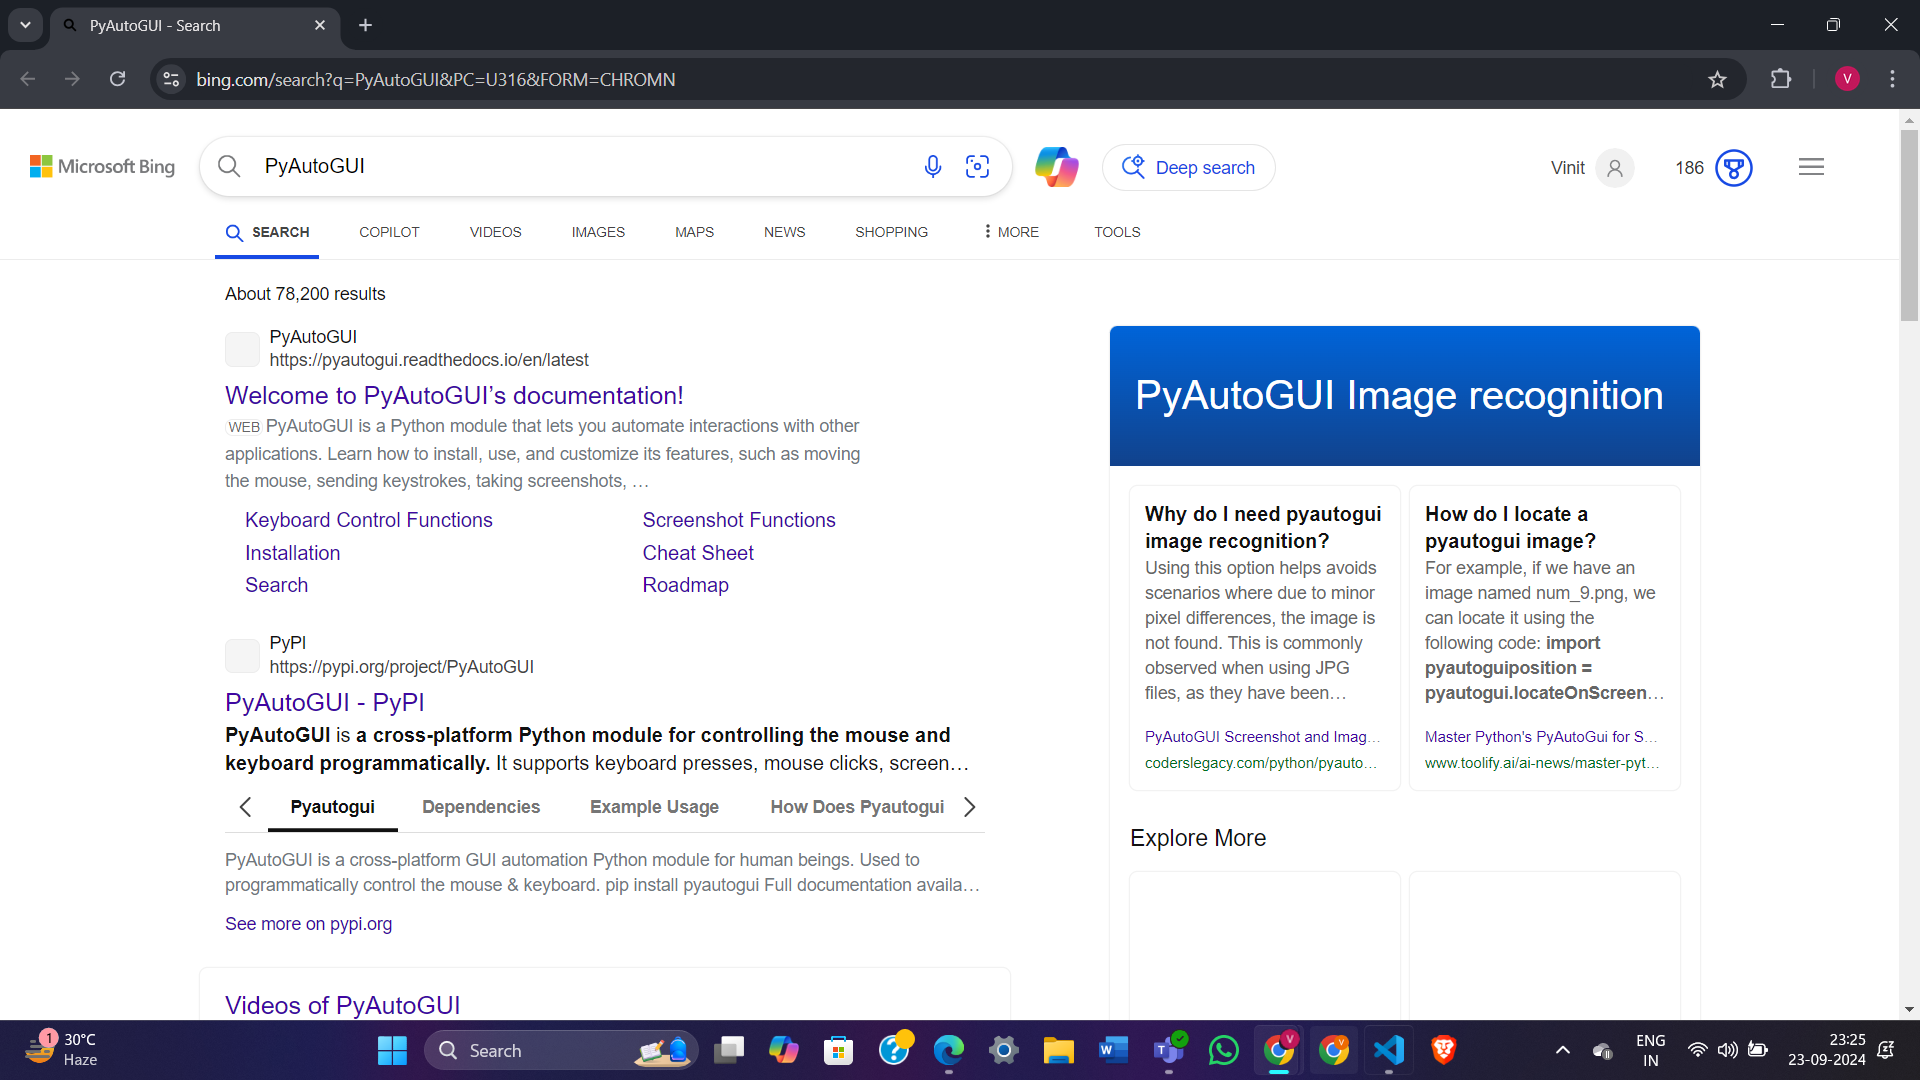 PyAutoGUI - Search
bing.com/search?q=PyAutoGUI&PC=U316&FORM=CHROMN
V
Microsoft Bing
PyAutoGUI
Deep search
Vinit
186
SEARCH
COPILOT
VIDEOS
IMAGES
MAPS
NEWS
SHOPPING
MORE
TOOLS
About 78,200 results
PyAutoGUI
https://pyautogui.readthedocs.io/en/latest
Welcome to PyAutoGUI’s documentation!
WEB PyAutoGUI is a Python module that lets you automate interactions with other
applications. Learn how to install, use, and customize its features, such as moving
the mouse, sending keystrokes, taking screenshots, …
Keyboard Control Functions
Screenshot Functions
Installation
Cheat Sheet
Search
Roadmap
PyPI
https://pypi.org/project/PyAutoGUI
PyAutoGUI - PyPI
PyAutoGUI is a cross-platform Python module for controlling the mouse and
keyboard programmatically. It supports keyboard presses, mouse clicks, screen…
Pyautogui
Dependencies
Example Usage
How Does Pyautogui
PyAutoGUI is a cross-platform GUI automation Python module for human beings. Used to
programmatically control the mouse & keyboard. pip install pyautogui Full documentation availa…
See more on pypi.org
Videos of PyAutoGUI
PyAutoGUI Image recognition
Why do I need pyautogui
image recognition?
Using this option helps avoids
scenarios where due to minor
pixel differences, the image is
not found. This is commonly
observed when using JPG
files, as they have been…
PyAutoGUI Screenshot and Imag…
coderslegacy.com/python/pyauto…
How do I locate a
pyautogui image?
For example, if we have an
image named num_9.png, we
can locate it using the
following code: import
pyautoguiposition =
pyautogui.locateOnScreen…
Master Python's PyAutoGui for S…
www.toolify.ai/ai-news/master-pyt…
Explore More
1
30°C
Haze
Search
W
T
V
V
ENG
IN
23:25
23-09-2024